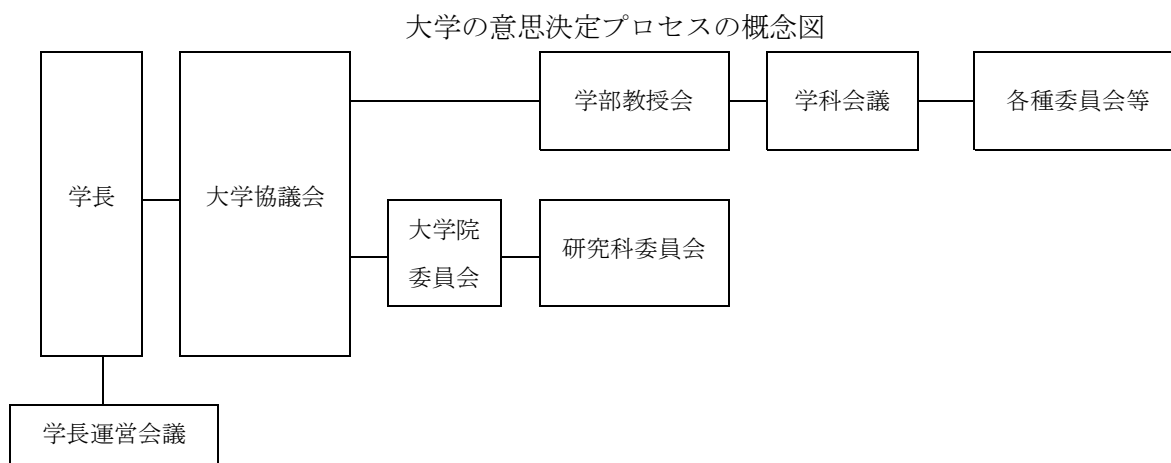 大学の意思決定プロセスの概念図
学部教授会
学科会議
各種委員会等
学長
大学協議会
大学院
委員会
研究科委員会
学長運営会議